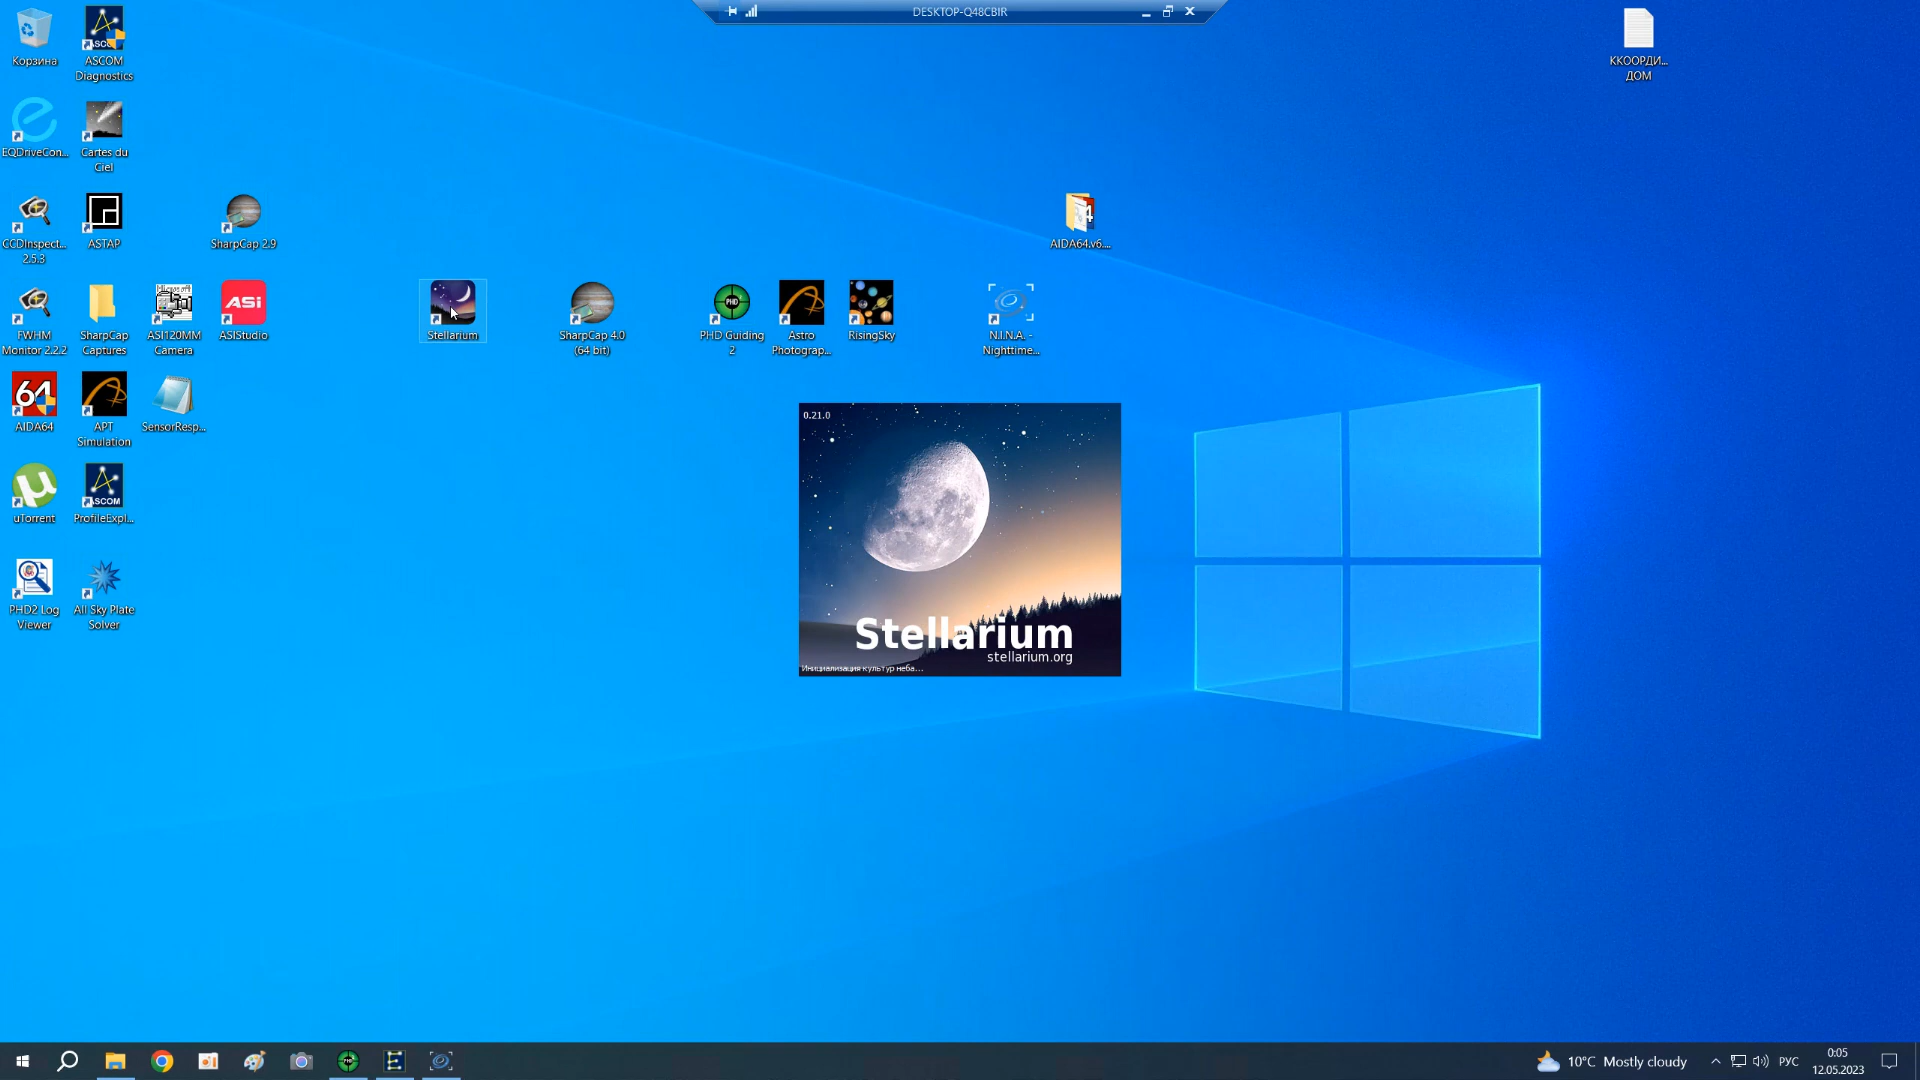 DESKTOP-Q48CBIR
Корзина
ASCOM
Diagnostics
ККООРДИ...
ДОМ
EQDriveCon...
Cartes du
Ciel
CCDInspect...
2.5.3
ASTAP
SharpCap 2.9
AIDA64.v6....
FWHM
Monitor 2.2.2
SharpCap
Captures
Microsoft
ASI120MM
Camera
ASI
ASIStudio
Stellarium
SharpCap 4.0
(64 bit)
PHD
PHD Guiding
2
Astro
Photograp...
RisingSky
N.I.N.A. -
Nighttime...
64
AIDA64
APT
Simulation
SensorResp...
0.21.0
uTorrent
ASCOM
ProfileExpl...
PHD2 Log
Viewer
All Sky Plate
Solver
Stellarium
stellarium.org
Инициализация культур неба...
10°C Mostly cloudy
РУС
0:05
12.05.2023